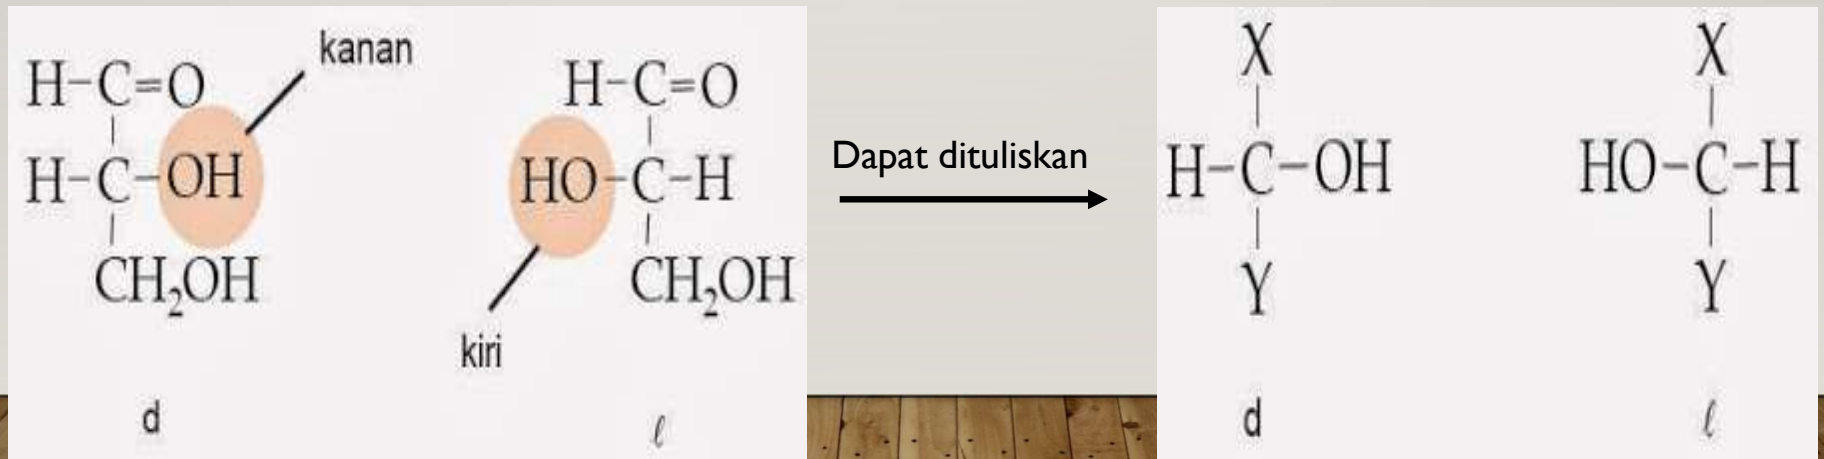 kanan
H-C=O
H-C-OH
CH₂OH
d
H-C=O
HO-C-H
CH₂OH
kiri
ℓ
Dapat dituliskan
X
H-C-OH
Y
d
X
HO-C-H
Y
ℓ